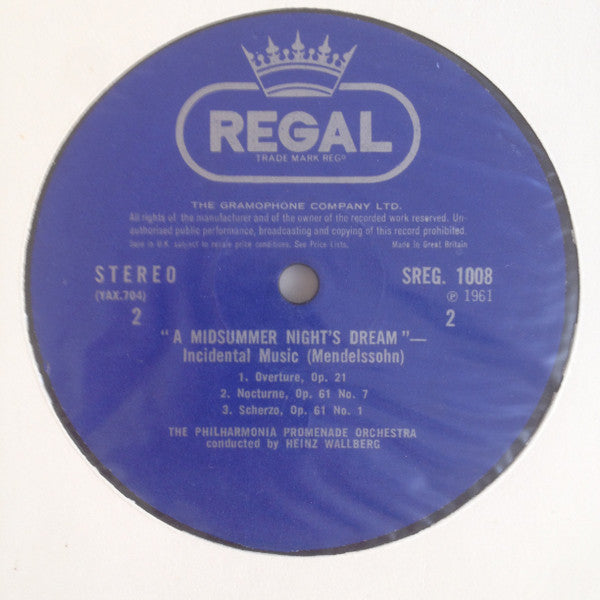 REGAL
TRADE MARK REGD
THE GRAMOPHONE COMPANY LTD.
All rights of the manufacturer and of the owner of the recorded work reserved. Un-
authorised public performance, broadcasting and copying of this record prohibited.
Sale in U.K. subject to resale price conditions. See Price Lists. Made in Great Britain
STEREO SREG. 1008
(YAX.704) ℗ 1961
2 2
"A MIDSUMMER NIGHT'S DREAM"—
Incidental Music (Mendelssohn)
1. Overture, Op. 21
2. Nocturne, Op. 61 No. 7
3. Scherzo, Op. 61 No. 1
THE PHILHARMONIA PROMENADE ORCHESTRA
conducted by HEINZ WALLBERG